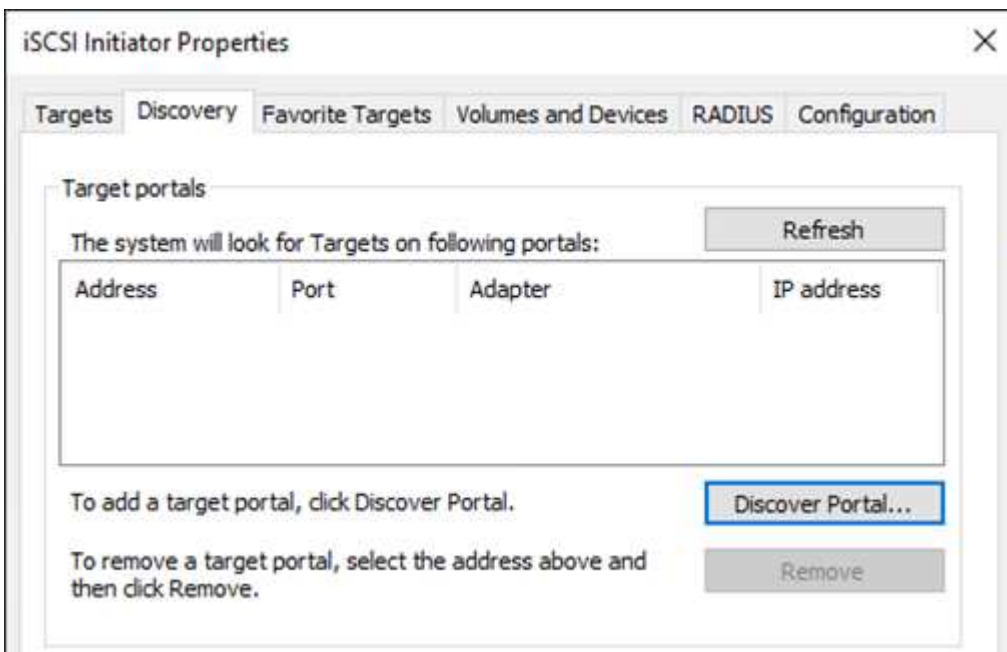 iSCSI Initiator Properties
Targets Discovery Favorite Targets Volumes and Devices RADIUS Configuration
Target portals
The system will look for Targets on following portals:
Refresh
Address Port Adapter IP address
To add a target portal, click Discover Portal.
Discover Portal...
To remove a target portal, select the address above and
then click Remove.
Remove